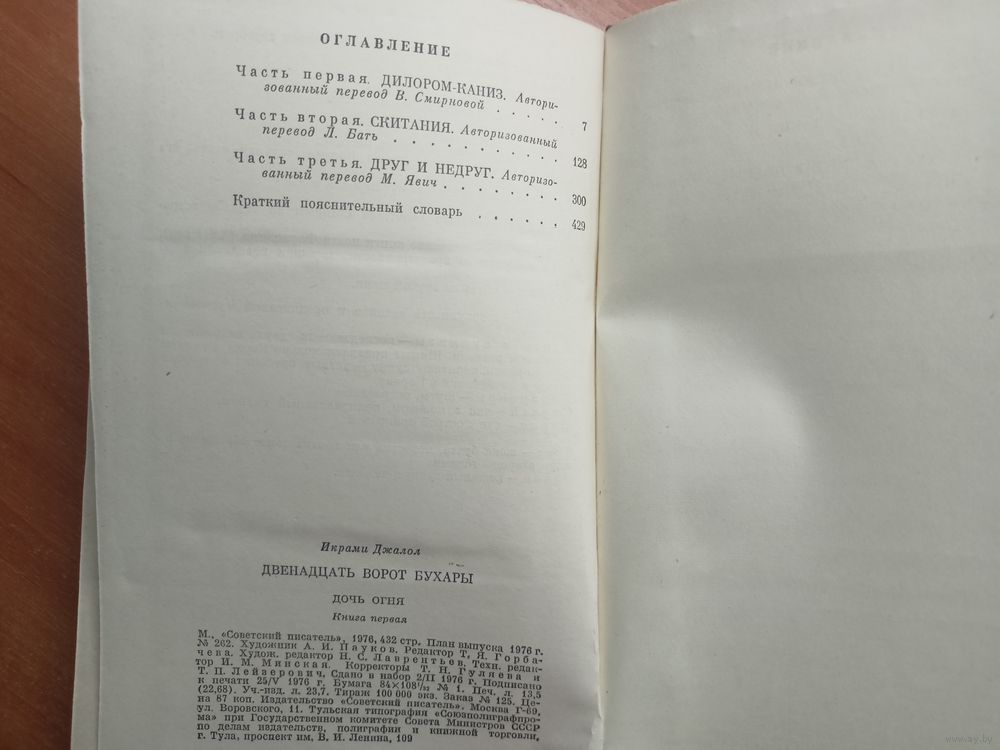 ОГЛАВЛЕНИЕ
Часть первая. ДИЛОРОМ-КАНИЗ. Автори-
зованный перевод В. Смирновой . . . . . 7
Часть вторая. СКИТАНИЯ. Авторизованный
перевод Л. Бать . . . . . . . . . . . 128
Часть третья. ДРУГ И НЕДРУГ. Авторизо-
ванный перевод М. Явич . . . . . . . . 300
Краткий пояснительный словарь . . . . . . 429
Икрами Джалол
ДВЕНАДЦАТЬ ВОРОТ БУХАРЫ
ДОЧЬ ОГНЯ
Книга первая
М., «Советский писатель», 1976, 432 стр. План выпуска 1976 г.
№ 262. Художник А. И. Пауков. Редактор Т. Я. Горба-
чева. Худож. редактор Н. С. Лаврентьев, Техн. редак-
тор И. М. Минская. Корректоры Т. Н. Гуляева и
Т. П. Лейзерович. Сдано в набор 2/II 1976 г. Подписано
к печати 25/V 1976 г. Бумага 84×108¹/₃₂ № 1. Печ. л. 13,5
(22,68). Уч.-изд. л. 23,7. Тираж 100 000 экз. Заказ № 125. Це-
на 87 коп. Издательство «Советский писатель». Москва Г-69,
ул. Воровского, 11. Тульская типография «Союзполиграфпро-
ма» при Государственном комитете Совета Министров СССР
по делам издательств, полиграфии и книжной торговли,
г. Тула, проспект им, В. И. Ленина, 109
www.ay.by